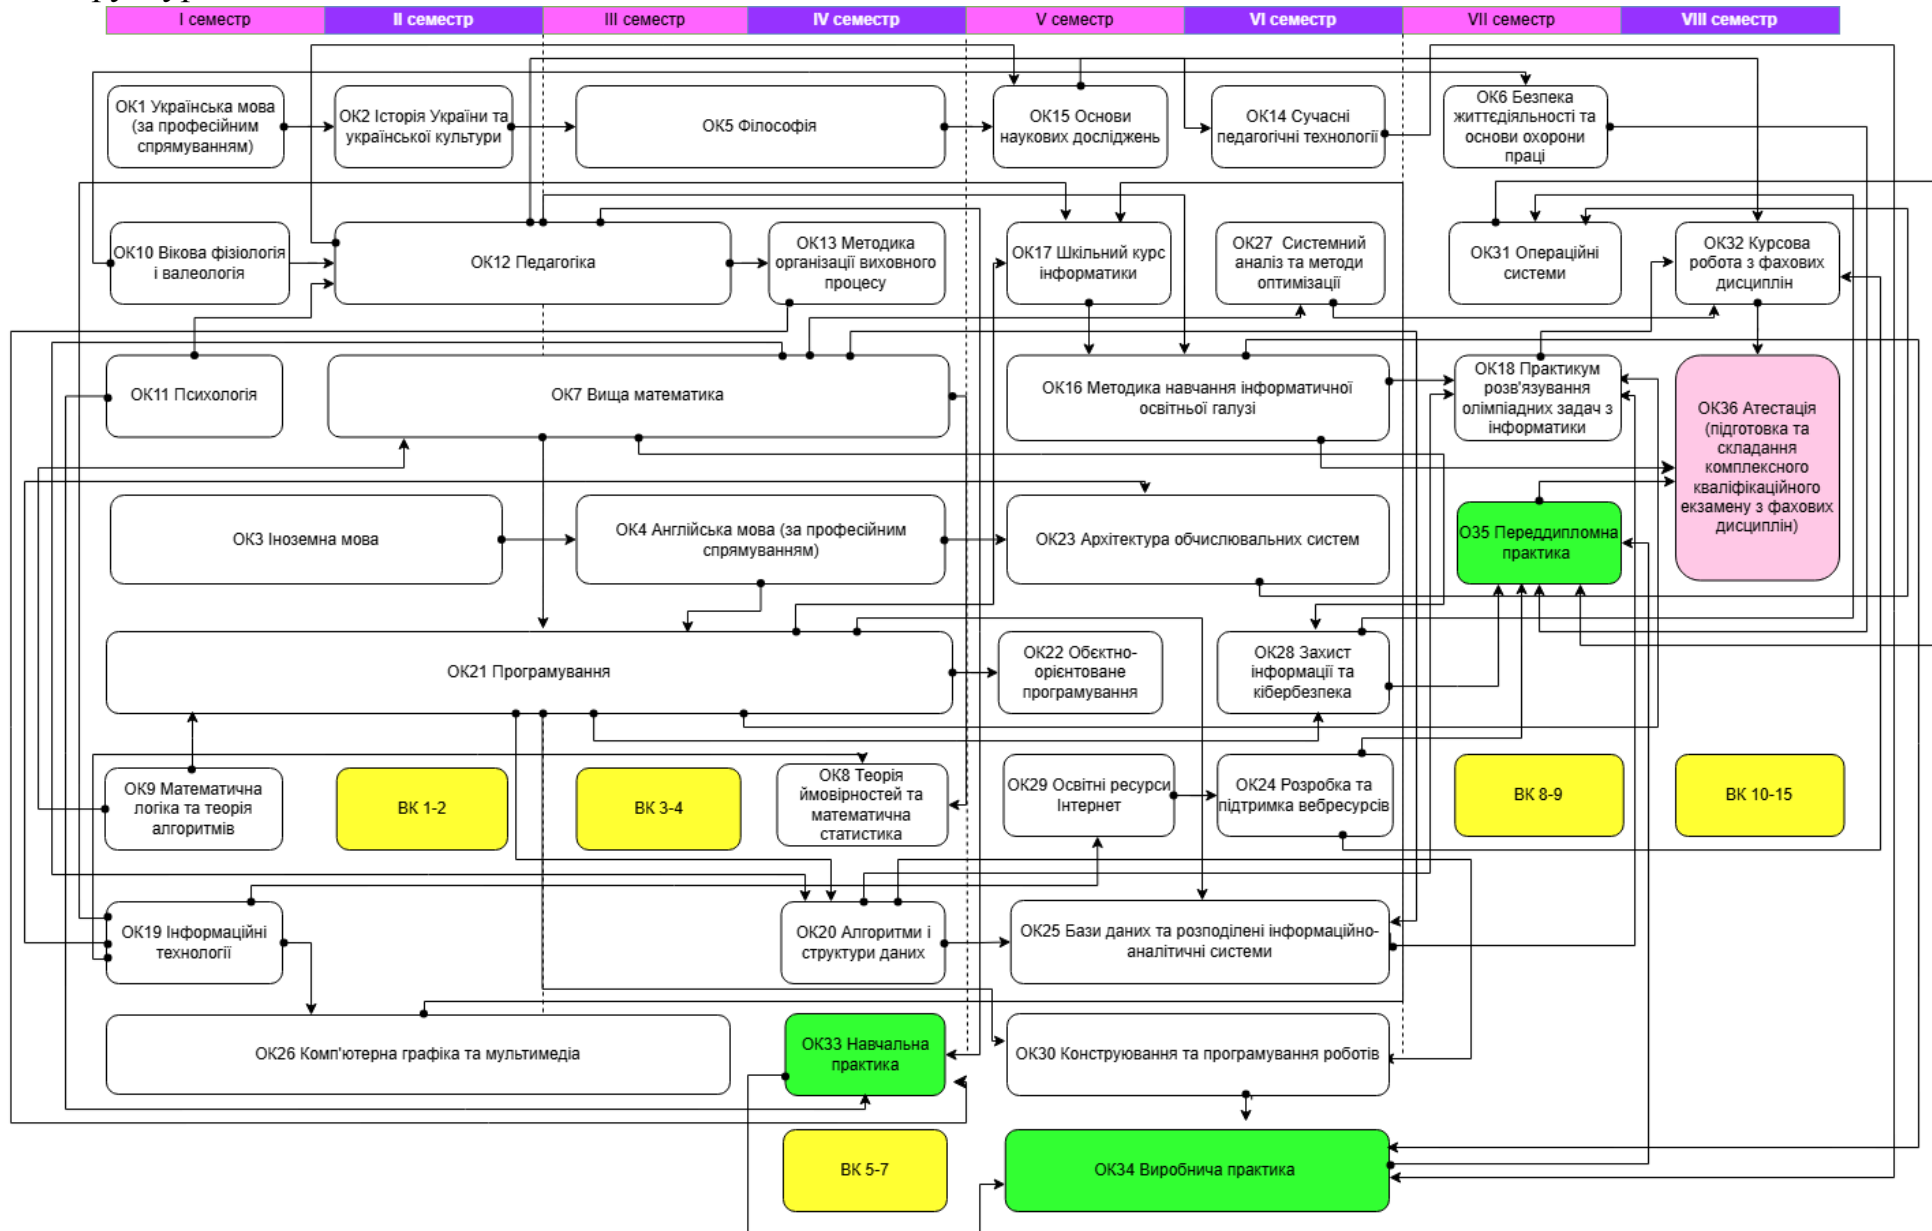 I семестр
II семестр
III семестр
IV семестр
V семестр
VI семестр
VII семестр
VIII семестр
ОК1 Українська мова
(за професійним
спрямуванням)
ОК2 Історія України та
української культури
ОК5 Філософія
ОК15 Основи
наукових досліджень
ОК14 Сучасні
педагогічні технології
ОК6 Безпека
життєдіяльності та
основи охорони
праці
ОК10 Вікова фізіологія
і валеологія
ОК12 Педагогіка
ОК13 Методика
організації виховного
процесу
ОК17 Шкільний курс
інформатики
ОК27 Системний
аналіз та методи
оптимізації
ОК31 Операційні
системи
ОК32 Курсова
робота з фахових
дисциплін
ОК11 Психологія
ОК7 Вища математика
ОК16 Методика навчання інформатичної
освітньої галузі
ОК18 Практикум
розв'язування
олімпіадних задач з
інформатики
ОК36 Атестація
(підготовка та
складання
комплексного
кваліфікаційного
екзамену з фахових
дисциплін)
ОК3 Іноземна мова
ОК4 Англійська мова (за професійним
спрямуванням)
ОК23 Архітектура обчислювальних систем
О35 Переддипломна
практика
ОК21 Програмування
ОК22 Обєктно-
орієнтоване
програмування
ОК28 Захист
інформації та
кібербезпека
ОК9 Математична
логіка та теорія
алгоритмів
ВК 1-2
ВК 3-4
ОК8 Теорія
ймовірностей та
математична
статистика
ОК29 Освітні ресурси
Інтернет
ОК24 Розробка та
підтримка вебресурсів
ВК 8-9
ВК 10-15
ОК19 Інформаційні
технології
ОК20 Алгоритми і
структури даних
ОК25 Бази даних та розподілені інформаційно-
аналітичні системи
ОК26 Комп'ютерна графіка та мультимедіа
ОК33 Навчальна
практика
ОК30 Конструювання та програмування роботів
ВК 5-7
ОК34 Виробнича практика